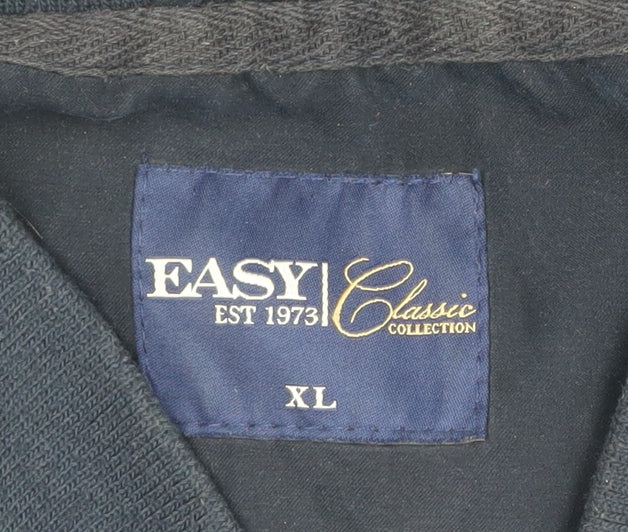 EASY
EST 1973
Classic
COLLECTION
XL